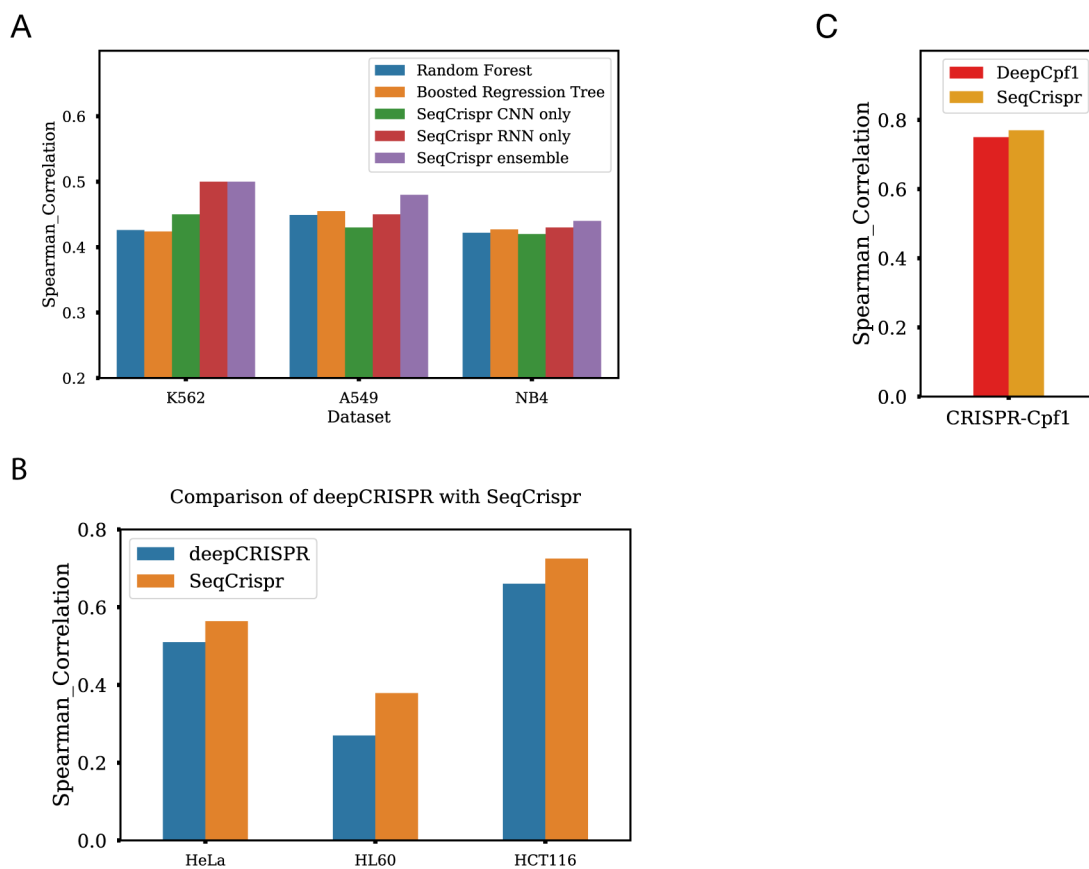 A
Random Forest
Boosted Regression Tree
SeqCrispr CNN only
SeqCrispr RNN only
SeqCrispr ensemble
Spearman_Correlation
0.6
0.5
0.4
0.3
0.2
K562
A549
NB4
Dataset
C
DeepCpf1
SeqCrispr
Spearman_Correlation
0.8
0.6
0.4
0.2
0.0
CRISPR-Cpf1
B
Comparison of deepCRISPR with SeqCrispr
deepCRISPR
SeqCrispr
Spearman_Correlation
0.8
0.6
0.4
0.2
0.0
HeLa
HL60
HCT116